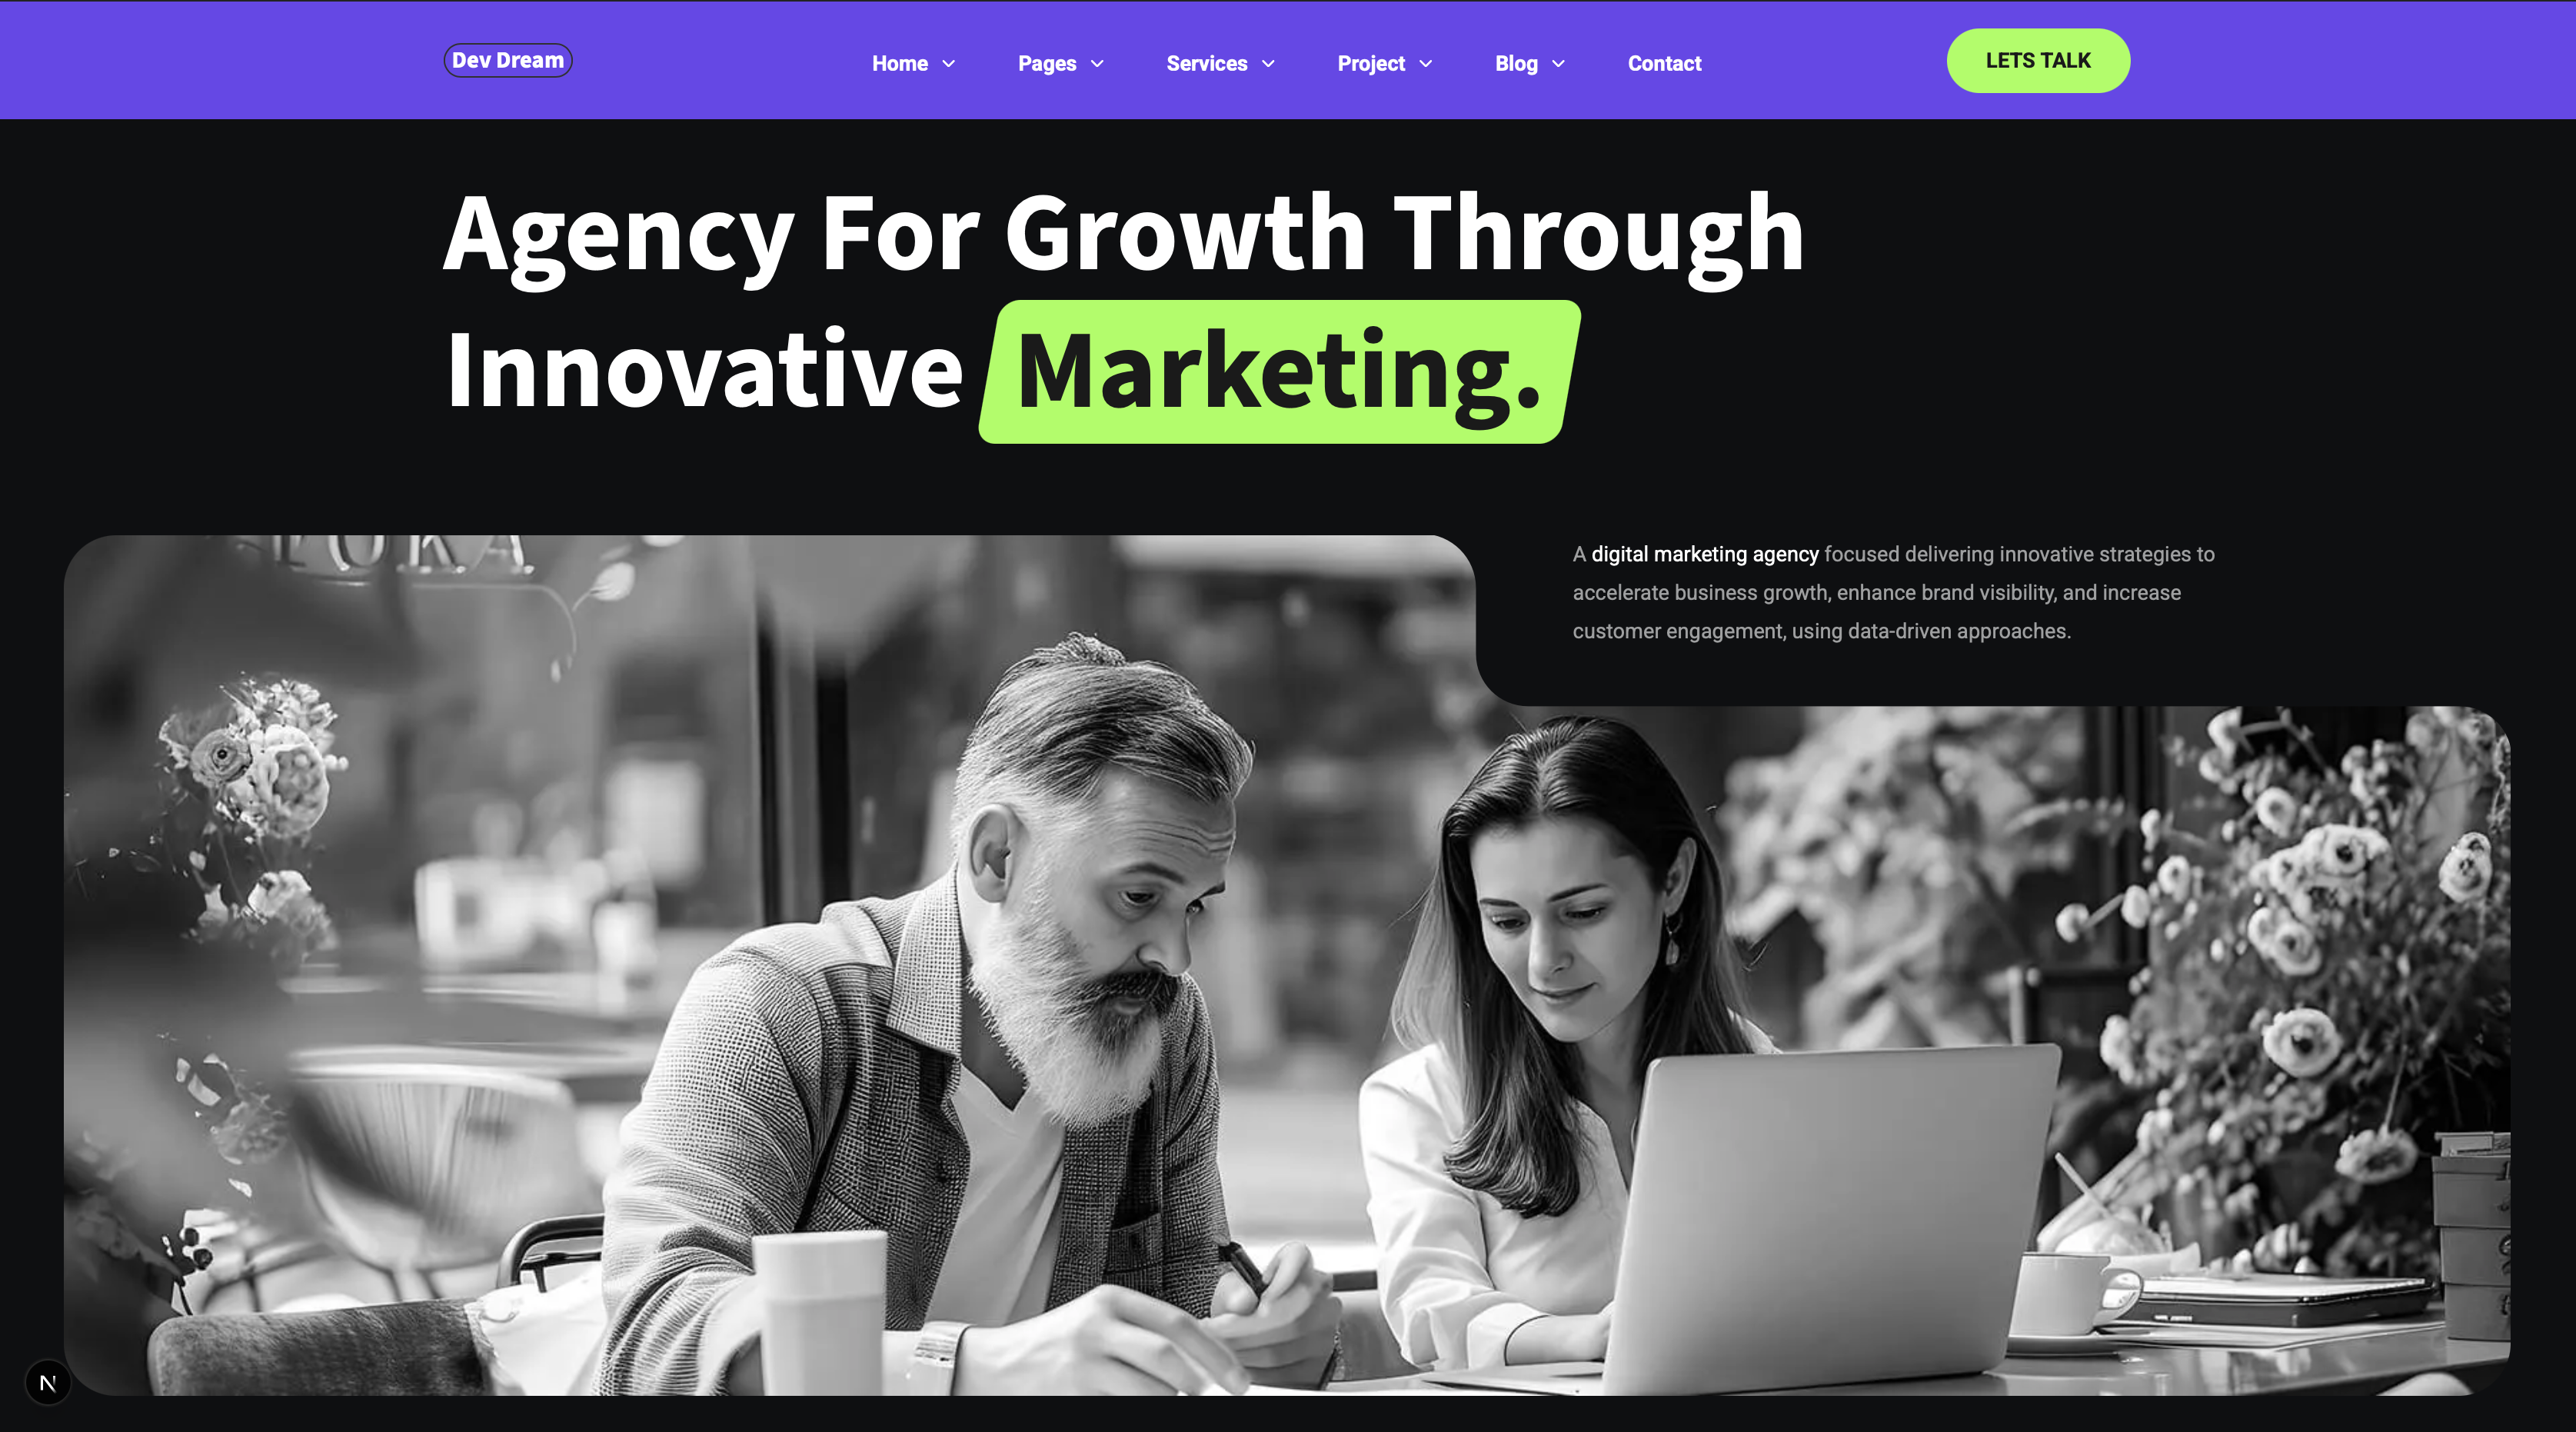 Dev Dream
Home
Pages
Services
Project
Blog
Contact
LETS TALK
Agency For Growth Through
Innovative Marketing.
A digital marketing agency focused delivering innovative strategies to
accelerate business growth, enhance brand visibility, and increase
customer engagement, using data-driven approaches.
N